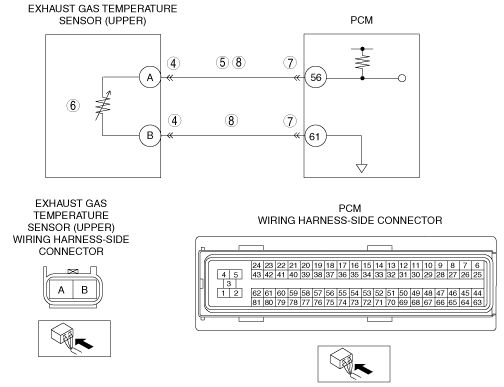 EXHAUST GAS TEMPERATURE
SENSOR (UPPER)
PCM
4 5 8 7
A 56
6
4 8 7
B 61
EXHAUST GAS
TEMPERATURE
SENSOR (UPPER)
WIRING HARNESS-SIDE
CONNECTOR
PCM
WIRING HARNESS-SIDE CONNECTOR
A B
24 23 22 21 20 19 18 17 16 15 14 13 12 11 10 9 8 7 6
4 5 43 42 41 40 39 38 37 36 35 34 33 32 31 30 29 28 27 26 25
3
1 2 62 61 60 59 58 57 56 55 54 53 52 51 50 49 48 47 46 45 44
81 80 79 78 77 76 75 74 73 72 71 70 69 68 67 66 65 64 63